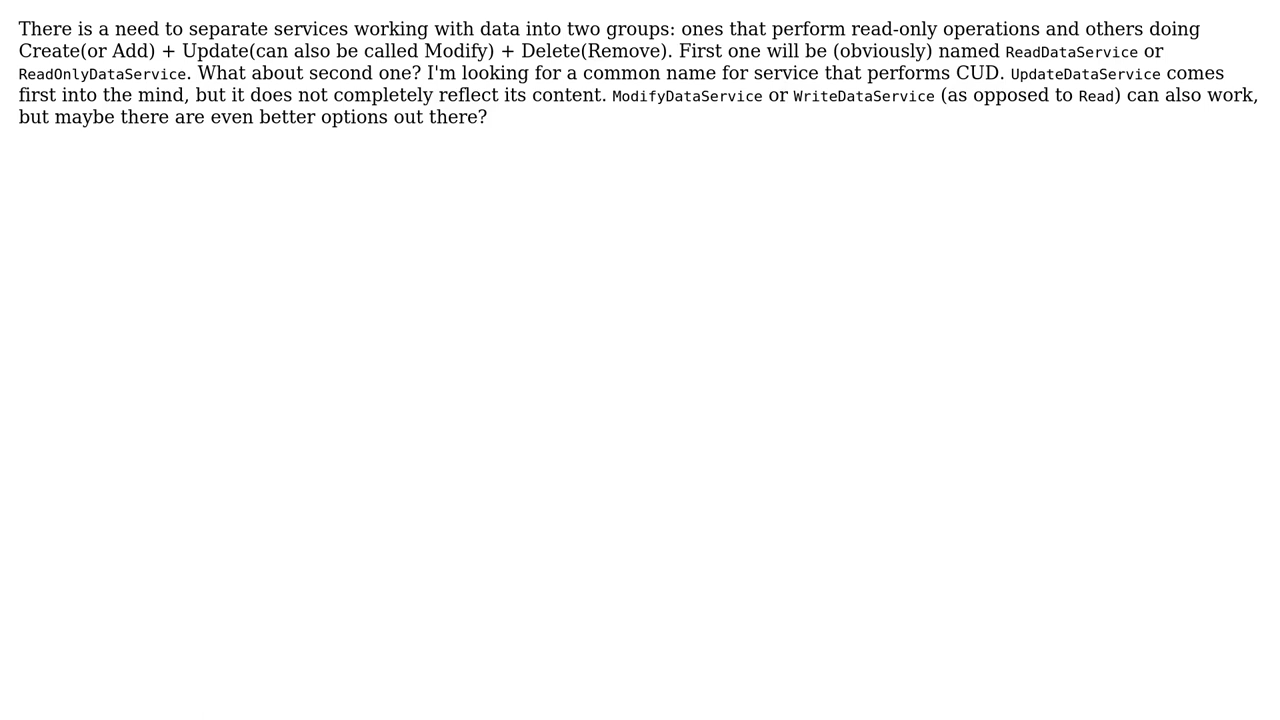 There is a need to separate services working with data into two groups: ones that perform read-only operations and others doing
Create(or Add) + Update(can also be called Modify) + Delete(Remove). First one will be (obviously) named ReadDataService or
ReadOnlyDataService. What about second one? I'm looking for a common name for service that performs CUD. UpdateDataService comes
first into the mind, but it does not completely reflect its content. ModifyDataService or WriteDataService (as opposed to Read) can also work,
but maybe there are even better options out there?